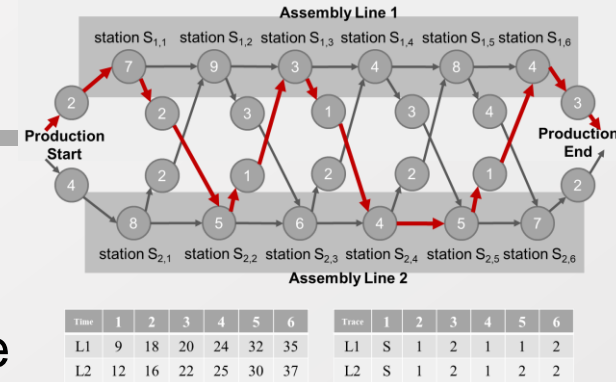 Assembly Line 1
station S1,1 station S1,2 station S1,3 station S1,4 station S1,5 station S1,6
7 9 3 4 8 4
2 2 3 1 3 4 3
Production Start
Production End
4 2 1 2 2 1 2
8 5 6 4 5 7
station S2,1 station S2,2 station S2,3 station S2,4 station S2,5 station S2,6
Assembly Line 2
Time 1 2 3 4 5 6
L1 9 18 20 24 32 35
L2 12 16 22 25 30 37
Trace 1 2 3 4 5 6
L1 S 1 2 1 1 2
L2 S 1 2 1 2 2
e